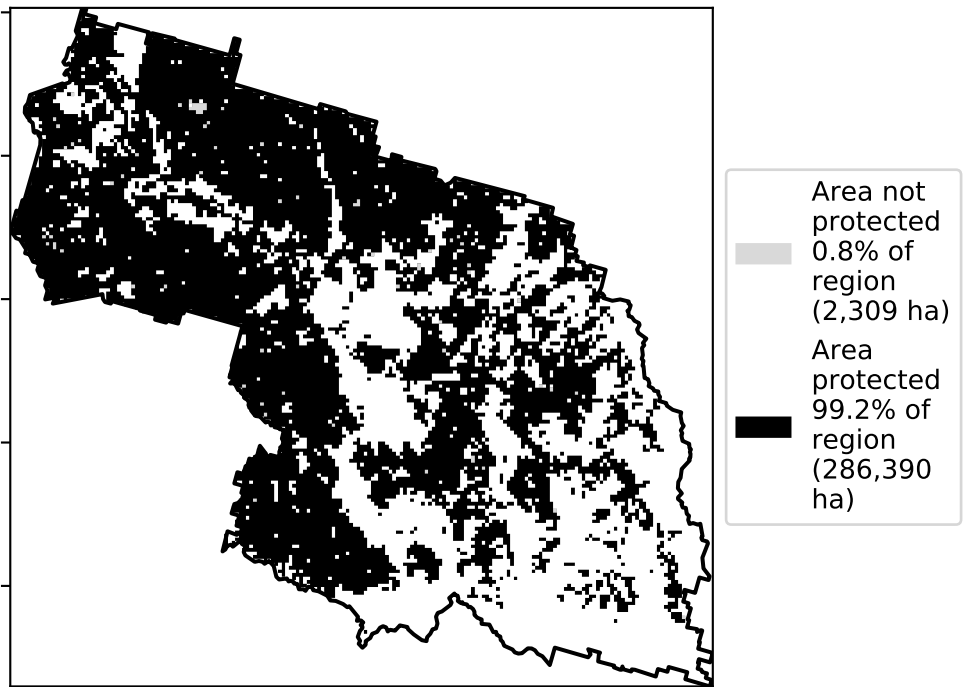 Area not
protected
0.8% of
region
(2,309 ha)
Area
protected
99.2% of
region
(286,390
ha)